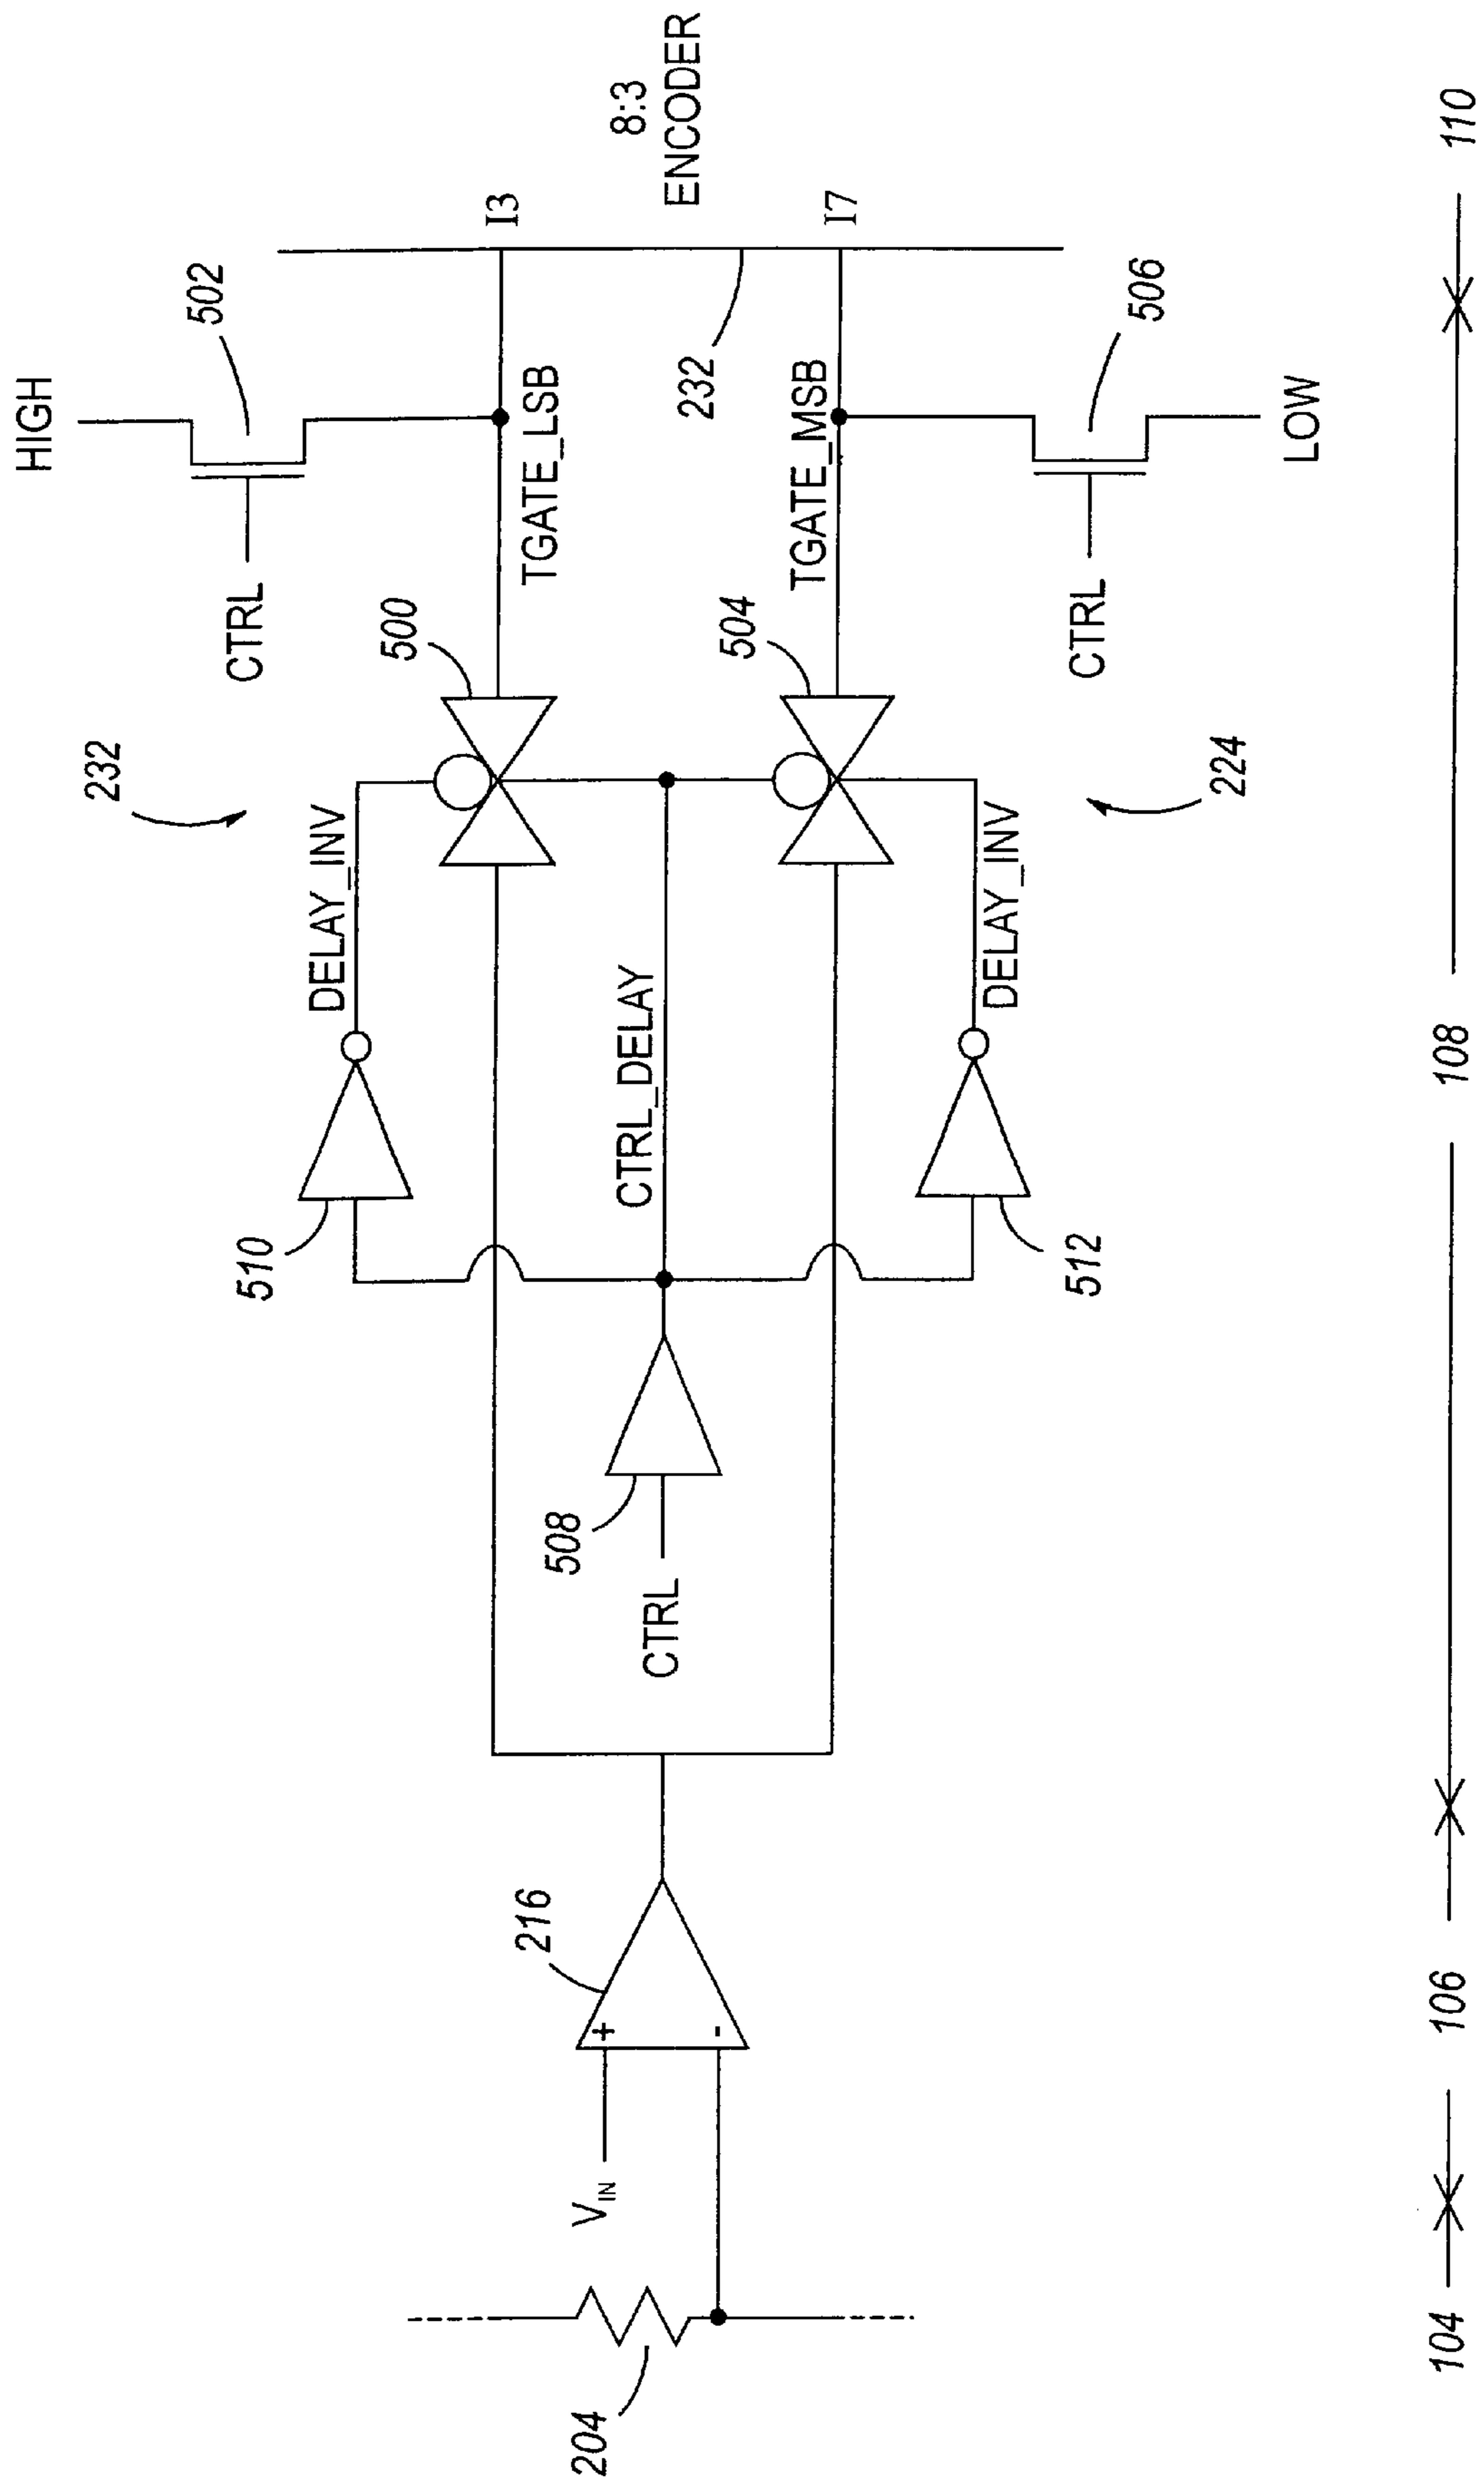 HIGH
502
CTRL
232
8:3
ENCODER
I3
TGATE_LSB
500
DELAY_INV
510
232
CTRL_DELAY
508
CTRL
216
+
-
VIN
204
I7
TGATE_MSB
504
506
CTRL
LOW
224
DELAY_INV
512
104
106
108
110